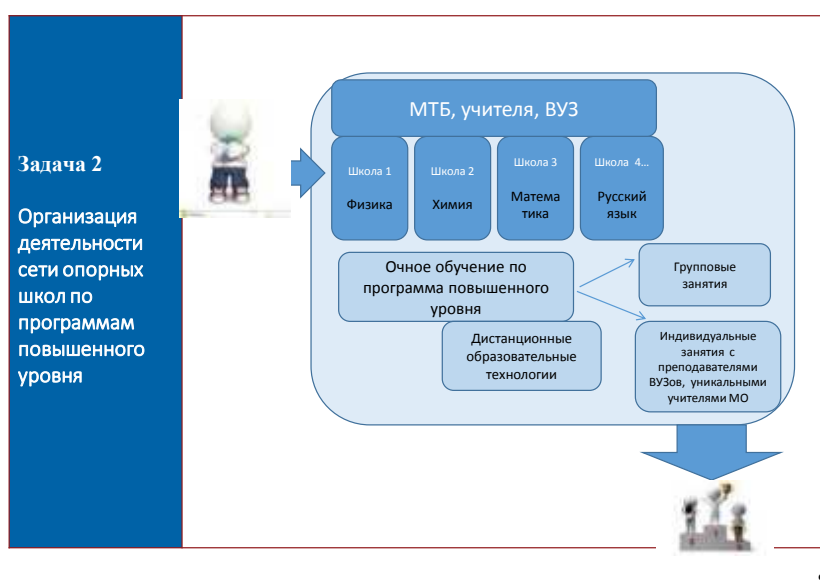 Задача 2
Организация
деятельности
сети опорных
школ по
программам
повышенного
уровня
МТБ, учителя, ВУЗ
Школа 1
Физика
Школа 2
Химия
Школа 3
Матема
тика
Школа 4...
Русский
язык
Очное обучение по
программа повышенного
уровня
Дистанционные
образовательные
технологии
Групповые
занятия
Индивидуальные
занятия с
преподавателями
ВУЗов, уникальными
учителями МО